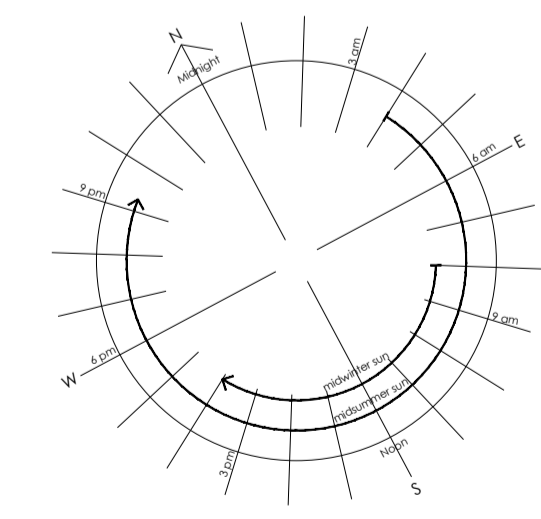 N
Midnight
3 am
E
6 am
9 pm
9 am
6 pm
W
midwinter sun
midsummer sun
Noon
3 pm
S